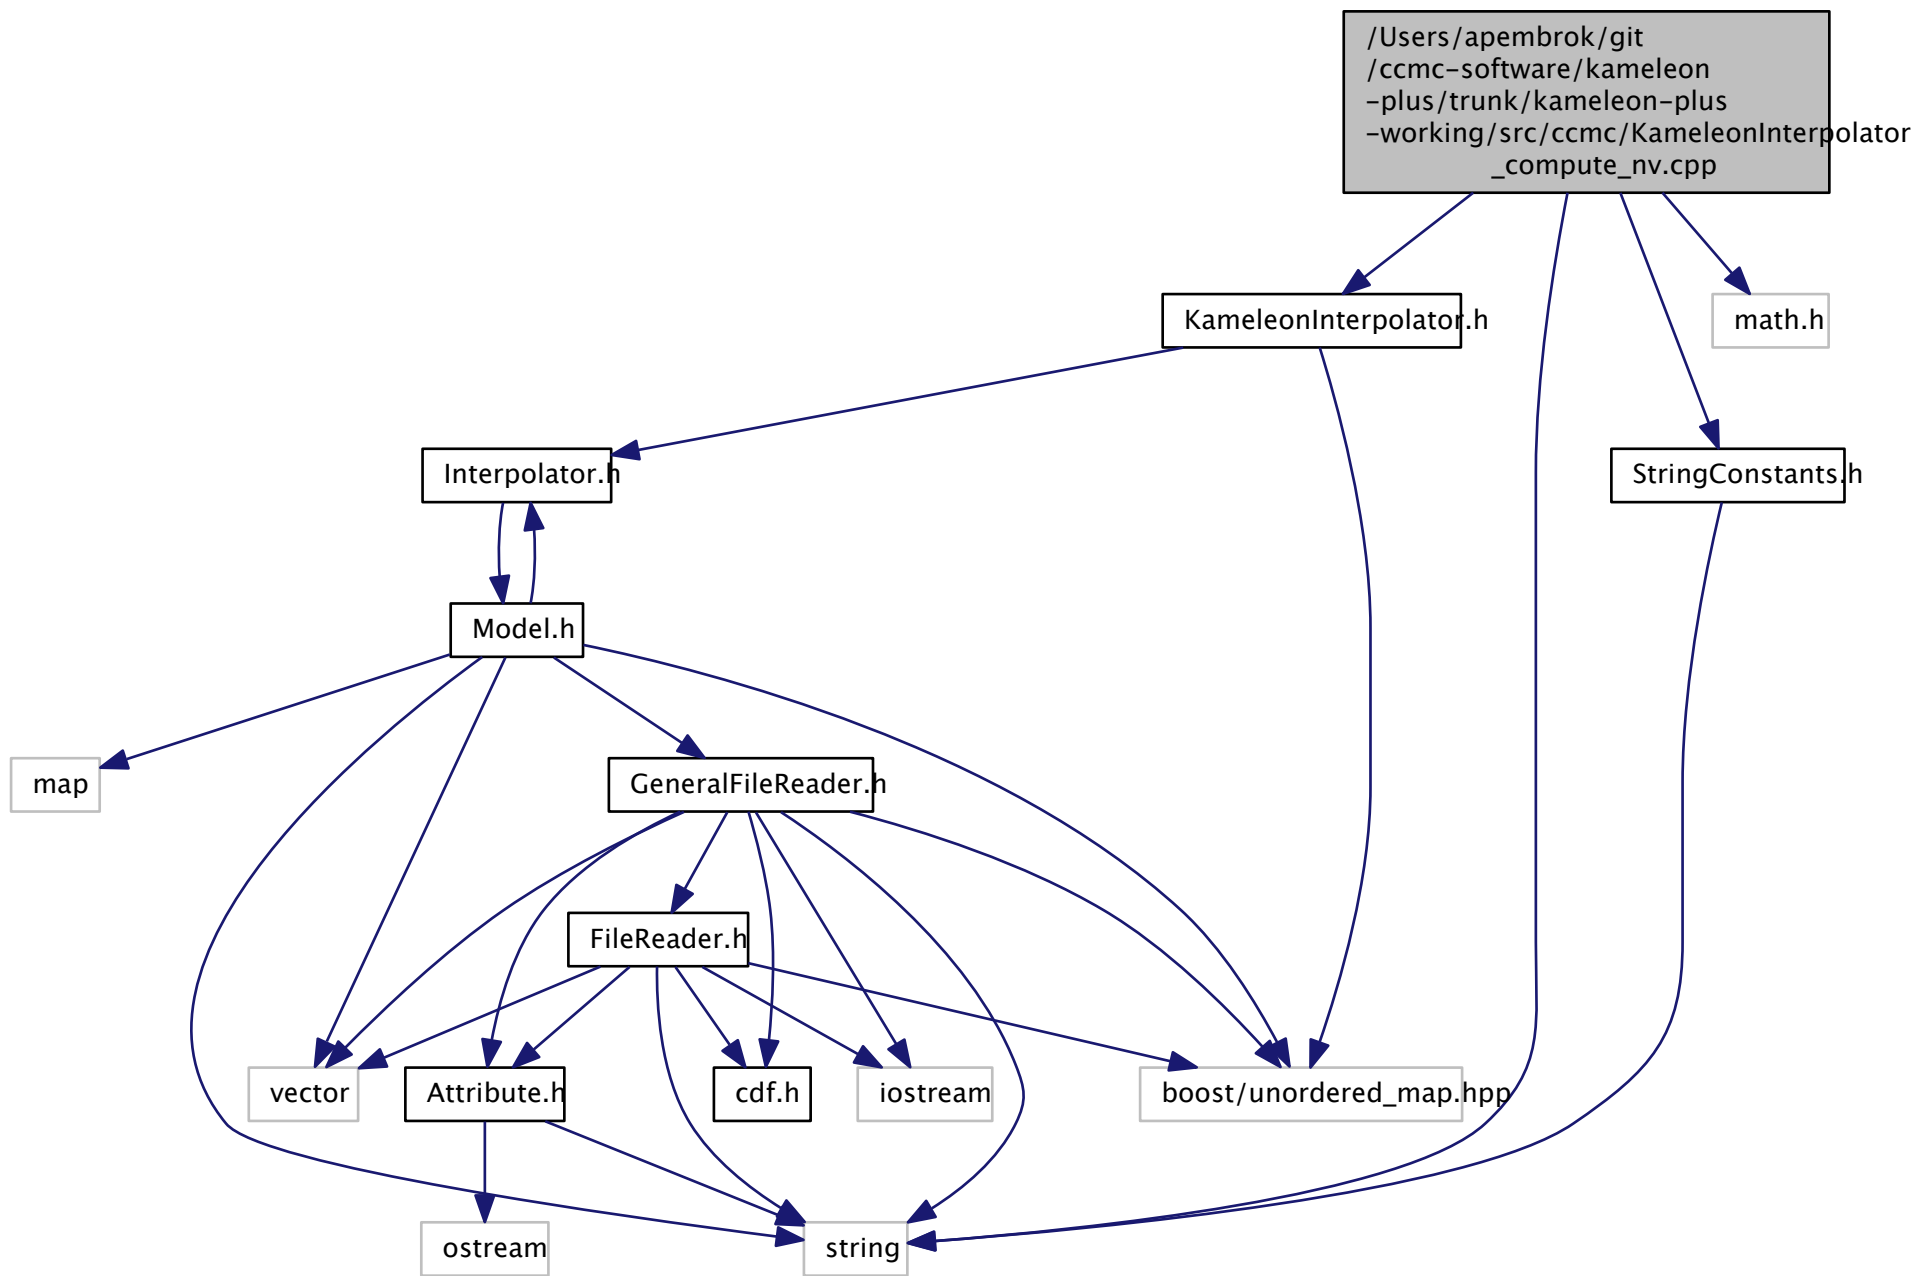 /Users/apembrok/git
/ccmc-software/kameleon
-plus/trunk/kameleon-plus
-working/src/ccmc/KameleonInterpolator
_compute_nv.cpp
KameleonInterpolator.h
math.h
Interpolator.h
StringConstants.h
Model.h
map
GeneralFileReader.h
FileReader.h
vector
Attribute.h
cdf.h
iostream
boost/unordered_map.hpp
ostream
string